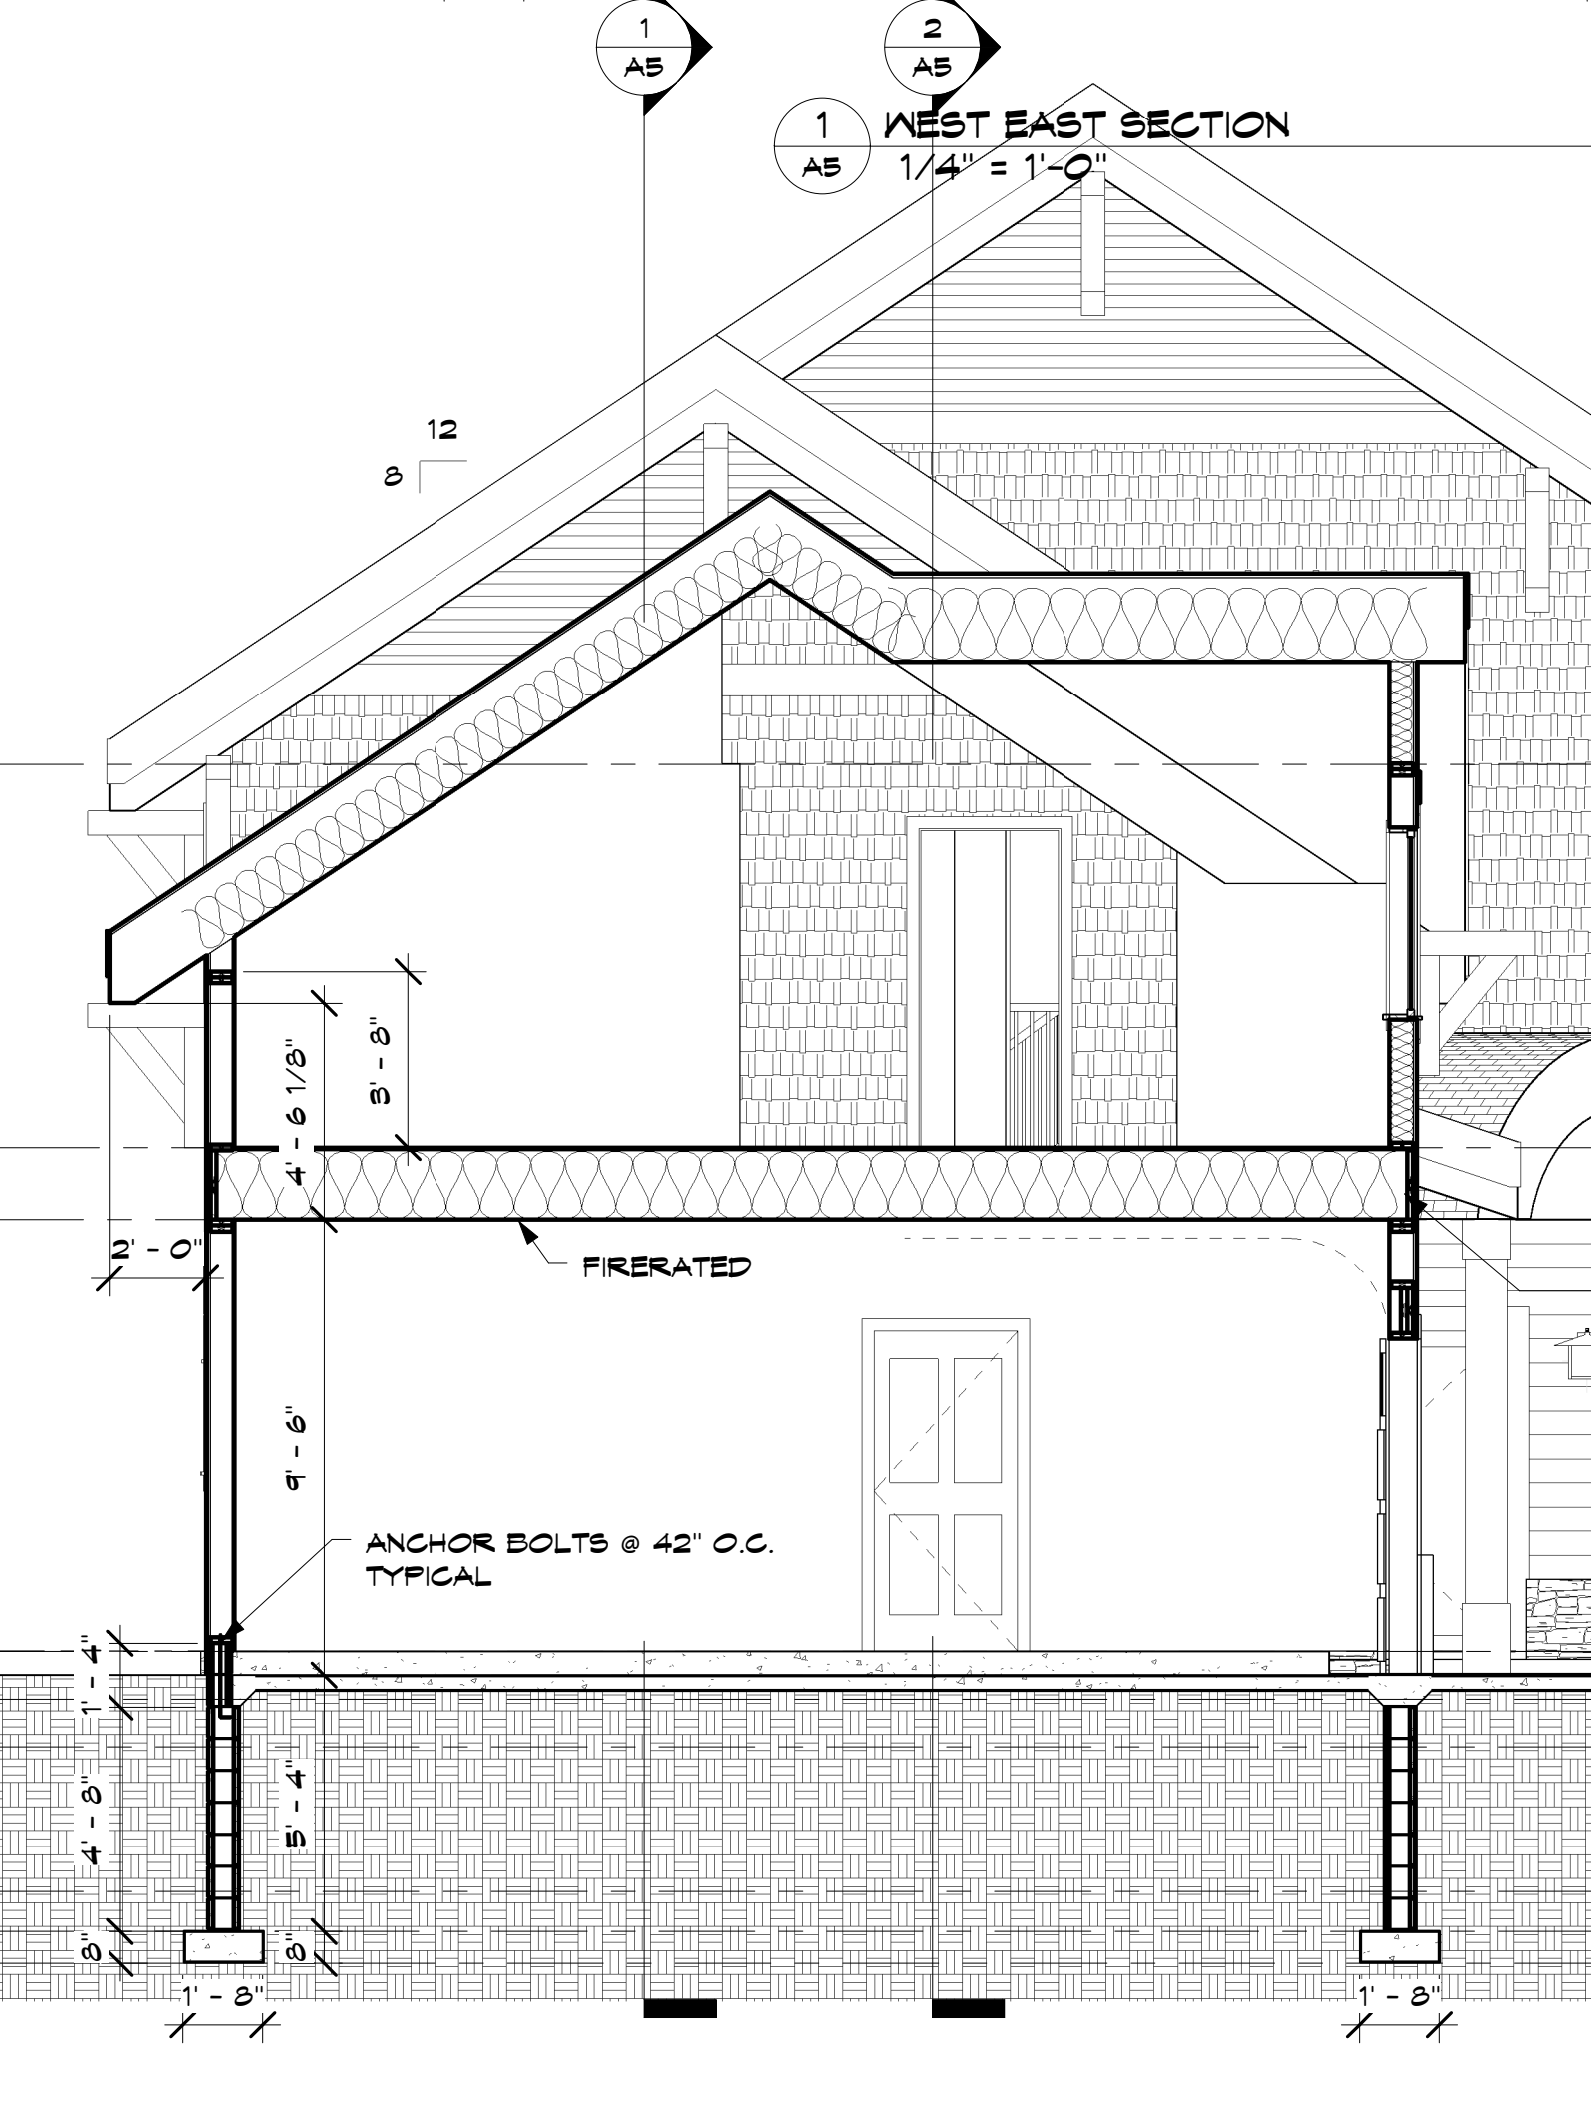 1
A5
2
A5
1
A5
WEST EAST SECTION
1/4" = 1'-0"
12
8
3' - 8"
4' - 6 1/8"
2' - 0"
FIRERATED
9' - 6"
ANCHOR BOLTS @ 42" O.C.
TYPICAL
1' - 4"
4' - 8"
5' - 4"
8"
8"
1' - 8"
1' - 8"